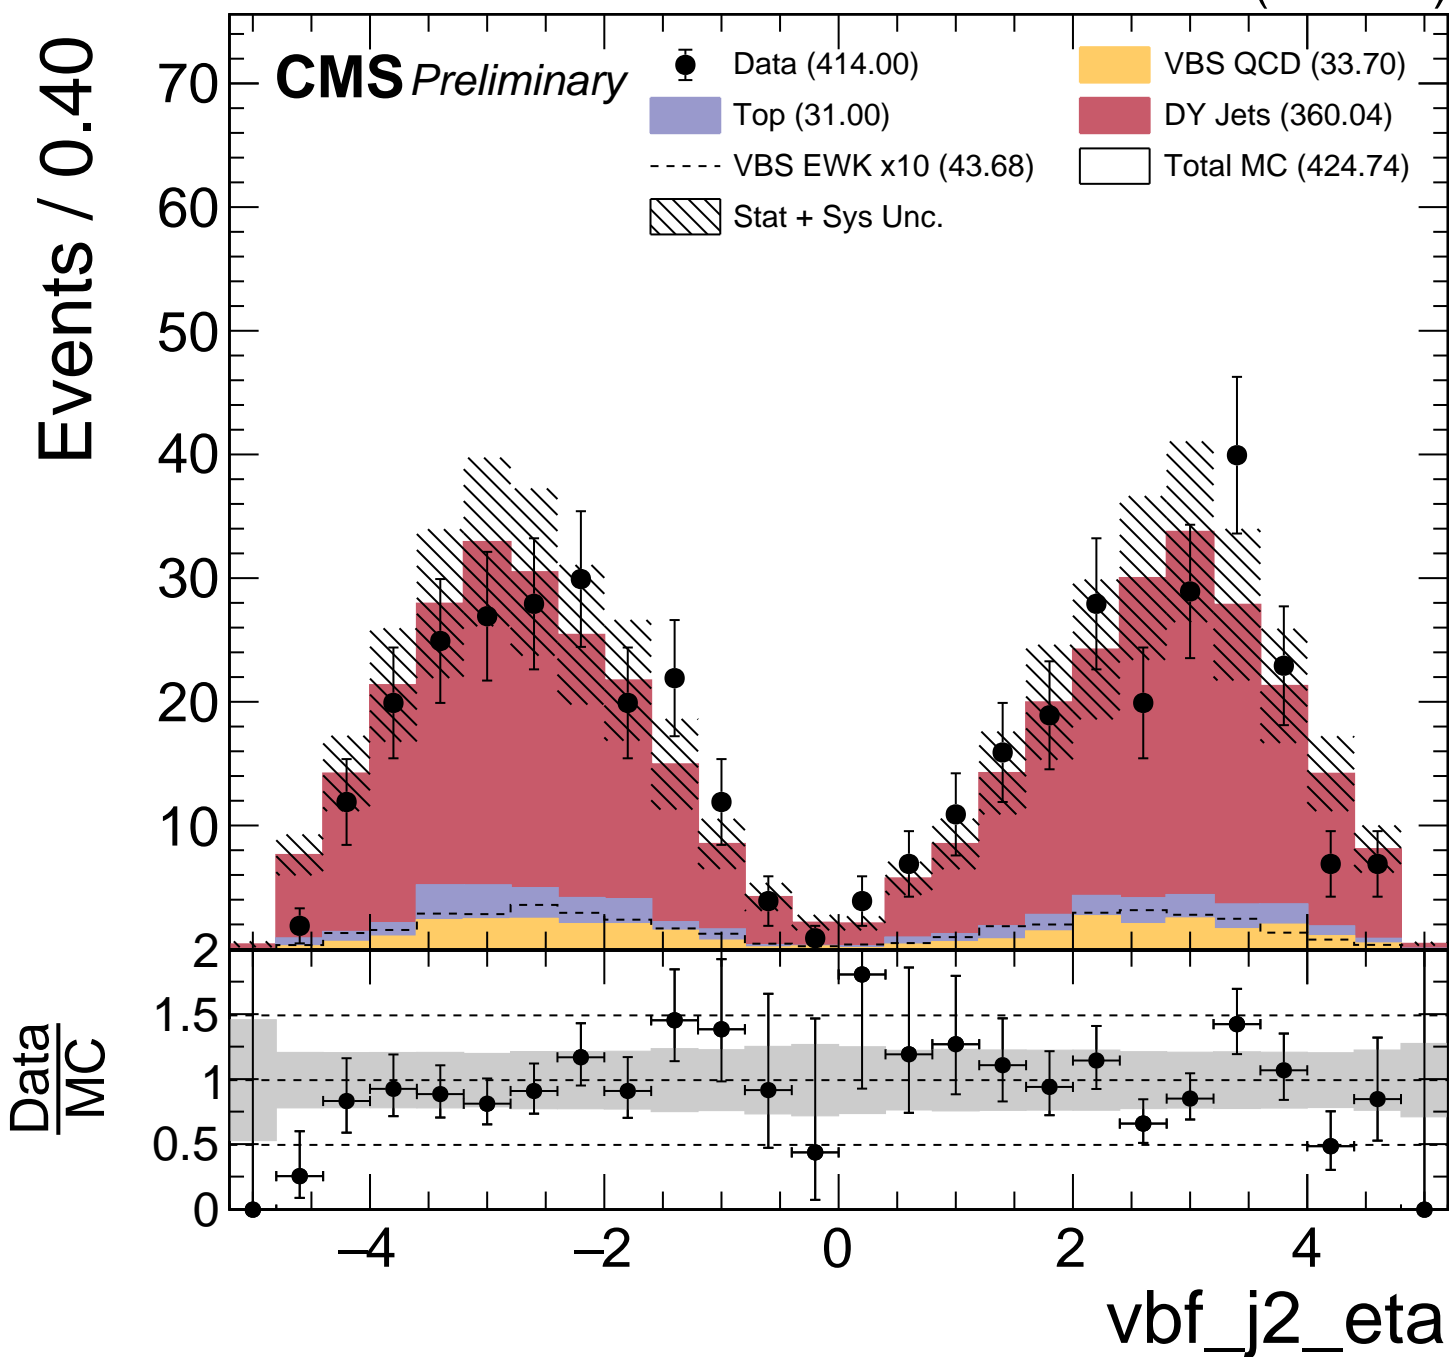 CMS Preliminary
Data (414.00)
VBS QCD (33.70)
Top (31.00)
DY Jets (360.04)
VBS EWK x10 (43.68)
Total MC (424.74)
Stat + Sys Unc.
Events / 0.40
70
60
50
40
30
20
10
2
1.5
1
0.5
0
Data
MC
–4
–2
0
2
4
vbf_j2_eta